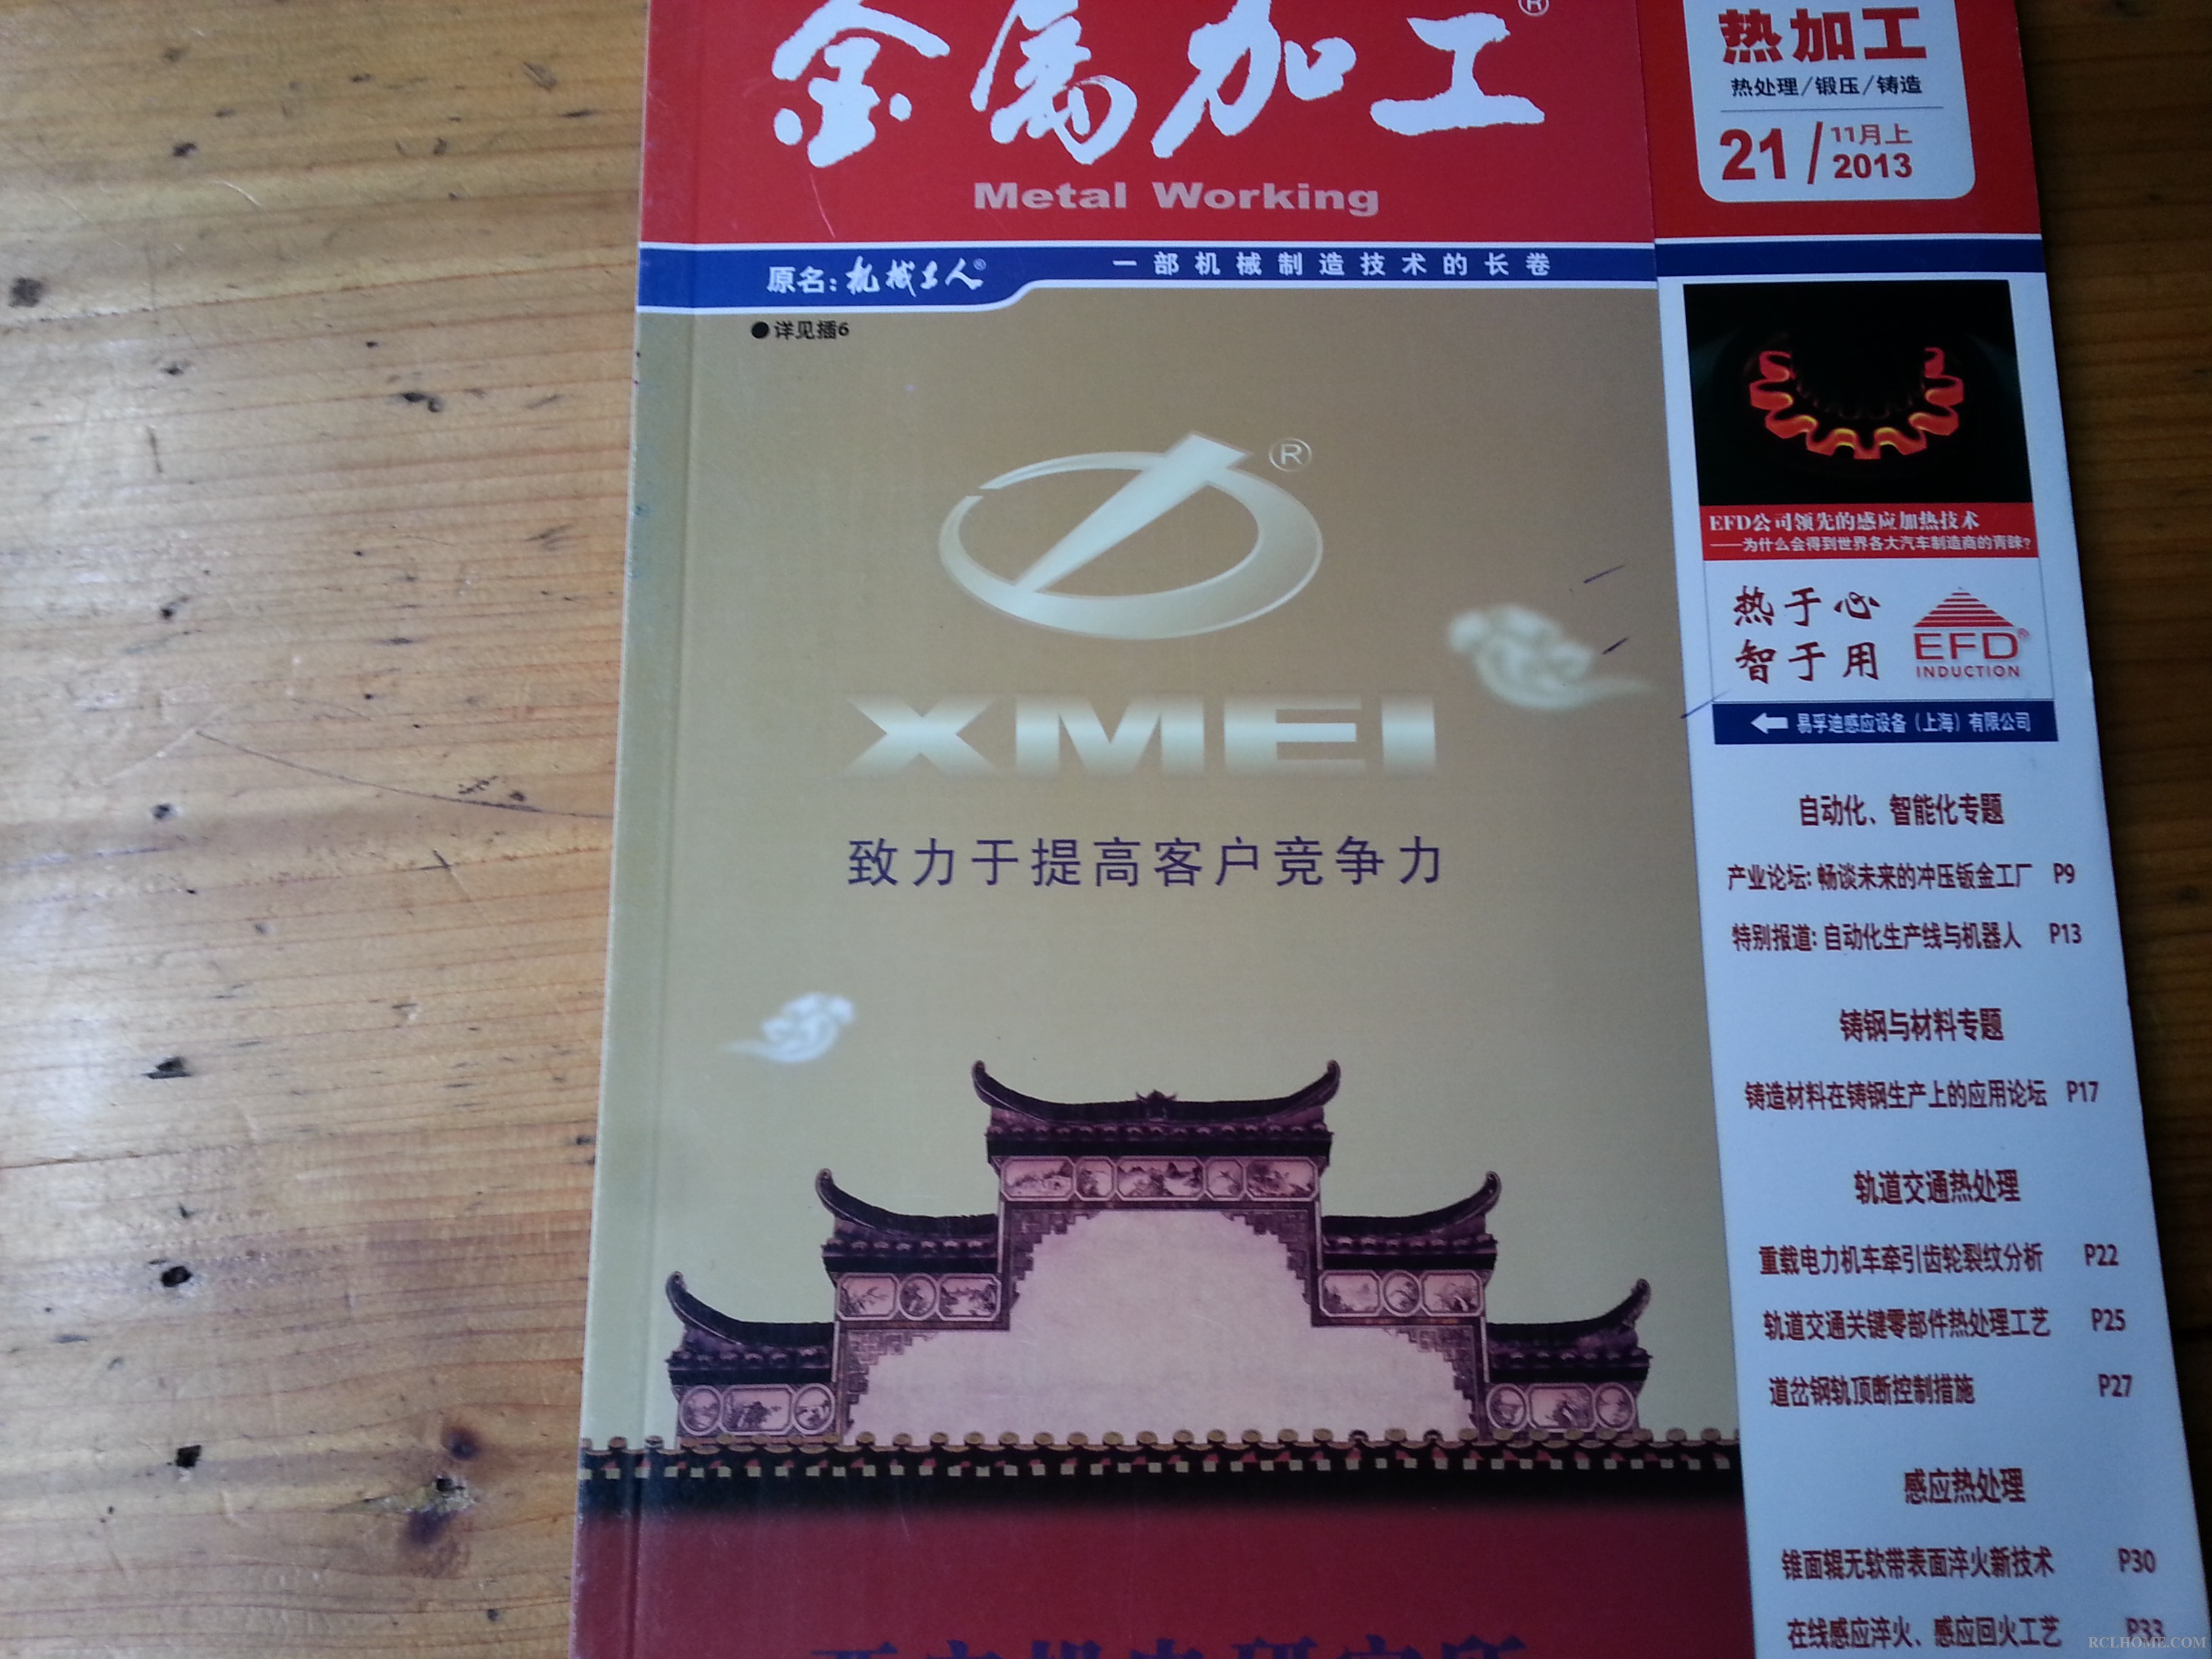 金属加工®
Metal Working
原名：机械工人®
一部机械制造技术的长卷
●详见插6
®
XMEI
致力于提高客户竞争力
热加工
热处理/锻压/铸造
21/11月上
2013
EFD公司领先的感应加热技术
——为什么会得到世界各大汽车制造商的青睐?
热于心
智于用
EFD®
INDUCTION
易孚迪感应设备（上海）有限公司
自动化、智能化专题
产业论坛：畅谈未来的冲压钣金工厂 P9
特别报道：自动化生产线与机器人 P13
铸钢与材料专题
铸造材料在铸钢生产上的应用论坛 P17
轨道交通热处理
重载电力机车牵引齿轮裂纹分析 P22
轨道交通关键零部件热处理工艺 P25
道岔钢轨顶断控制措施 P27
感应热处理
锥面辊无软带表面淬火新技术 P30
在线感应淬火、感应回火工艺 P33
RCLHOME.COM